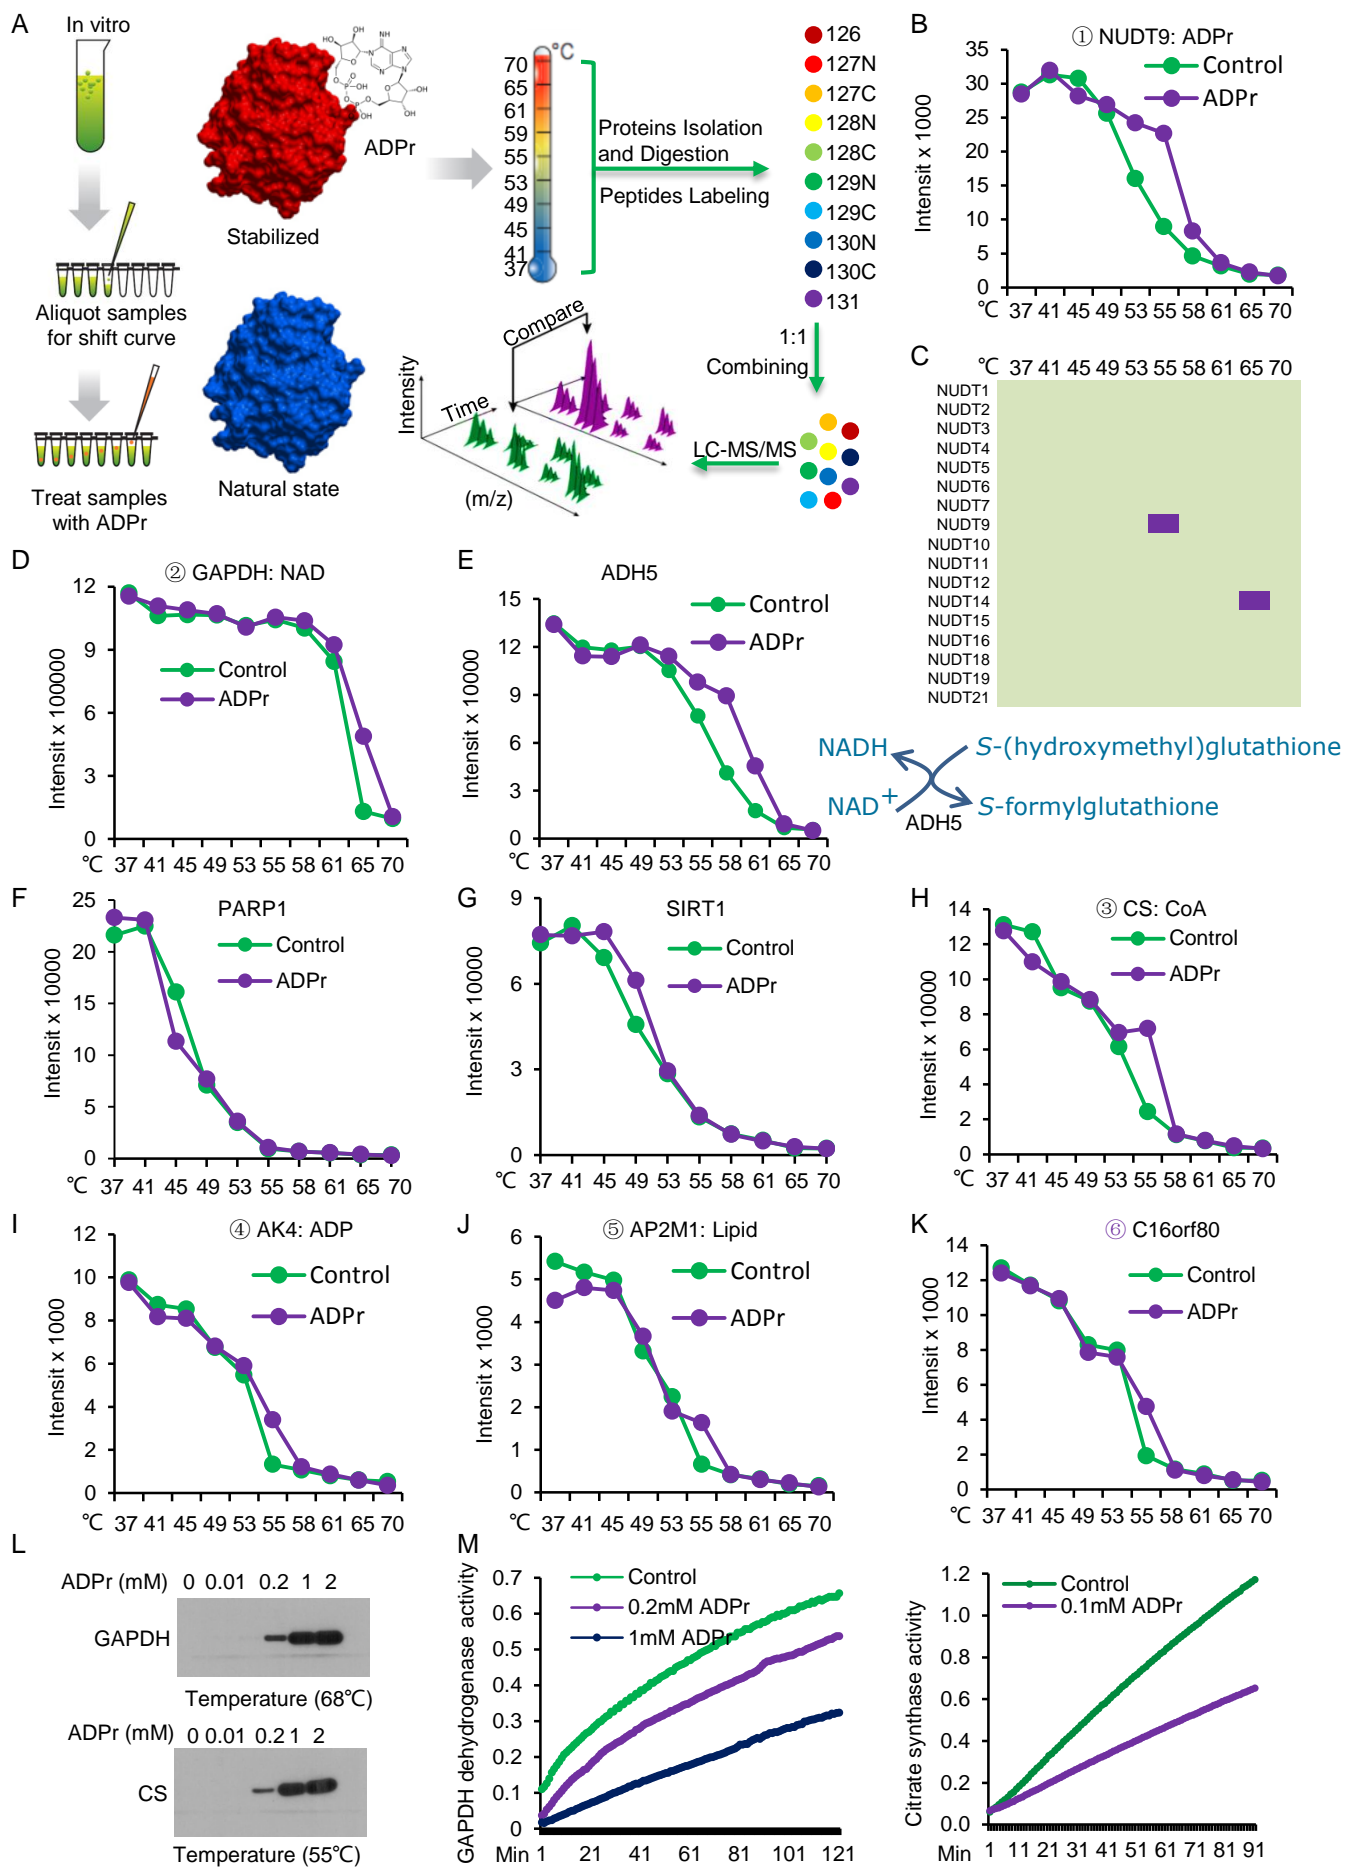 A
In vitro
Aliquot samples
for shift curve
Treat samples
with ADPr
Stabilized
Natural state
ADPr
℃
70
65
61
59
55
53
49
45
41
37
Proteins Isolation
and Digestion
Peptides Labeling
126
127N
127C
128N
128C
129N
129C
130N
130C
131
1:1
Combining
LC-MS/MS
Compare
Time
Intensity
(m/z)
B
① NUDT9: ADPr
Control
ADPr
Intensit x 1000
35
30
25
20
15
10
5
0
℃ 37 41 45 49 53 55 58 61 65 70
C
℃ 37 41 45 49 53 55 58 61 65 70
NUDT1
NUDT2
NUDT3
NUDT4
NUDT5
NUDT6
NUDT7
NUDT9
NUDT10
NUDT11
NUDT12
NUDT14
NUDT15
NUDT16
NUDT18
NUDT19
NUDT21
D
② GAPDH: NAD
Control
ADPr
Intensit x 100000
12
9
6
3
0
℃ 37 41 45 49 53 55 58 61 65 70
E
ADH5
Control
ADPr
Intensit x 10000
15
12
9
6
3
0
℃ 37 41 45 49 53 55 58 61 65 70
NADH
S-(hydroxymethyl)glutathione
NAD+
S-formylglutathione
ADH5
F
PARP1
Control
ADPr
Intensit x 10000
25
20
15
10
5
0
℃ 37 41 45 49 53 55 58 61 65 70
G
SIRT1
Control
ADPr
Intensit x 10000
9
6
3
0
℃ 37 41 45 49 53 55 58 61 65 70
H
③ CS: CoA
Control
ADPr
Intensit x 10000
14
12
10
8
6
4
2
0
℃ 37 41 45 49 53 55 58 61 65 70
I
④ AK4: ADP
Control
ADPr
Intensit x 1000
12
10
8
6
4
2
0
℃ 37 41 45 49 53 55 58 61 65 70
J
⑤ AP2M1: Lipid
Control
ADPr
Intensit x 1000
6
5
4
3
2
1
0
℃ 37 41 45 49 53 55 58 61 65 70
K
⑥ C16orf80
Control
ADPr
Intensit x 1000
14
12
10
8
6
4
2
0
℃ 37 41 45 49 53 55 58 61 65 70
L
ADPr (mM) 0 0.01 0.2 1 2
GAPDH
Temperature (68℃)
ADPr (mM) 0 0.01 0.2 1 2
CS
Temperature (55℃)
M
GAPDH dehydrogenase activity
Control
0.2mM ADPr
1mM ADPr
0.7
0.6
0.5
0.4
0.3
0.2
0.1
0
Min 1 21 41 61 81 101 121
Citrate synthase activity
Control
0.1mM ADPr
1.2
1.0
0.8
0.6
0.4
0.2
0.0
Min 1 11 21 31 41 51 61 71 81 91